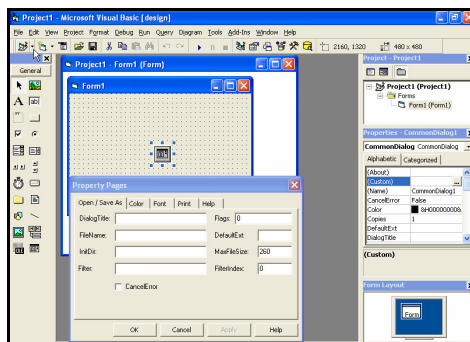 Project1 - Microsoft Visual Basic [design]
File Edit View Project Format Debug Run Query Diagram Tools Add-Ins Window Help
2160, 1320
480 x 480
General
A
ab|
Project1 - Form1 (Form)
Form1
Property Pages
Open / Save As Color Font Print Help
DialogTitle: Flags: 0
FileName: DefaultExt:
InitDir: MaxFileSize: 260
Filter: FilterIndex: 0
CancelError
OK Cancel Apply Help
Project - Project1
Project1 (Project1)
Forms
Form1 (Form1)
Properties - CommonDialog1
CommonDialog1 CommonDialog
Alphabetic Categorized
(About)
(Custom) ...
(Name) CommonDialog1
CancelError False
Color &H00000000&
Copies 1
DefaultExt
DialogTitle
(Custom)
Form Layout
Form